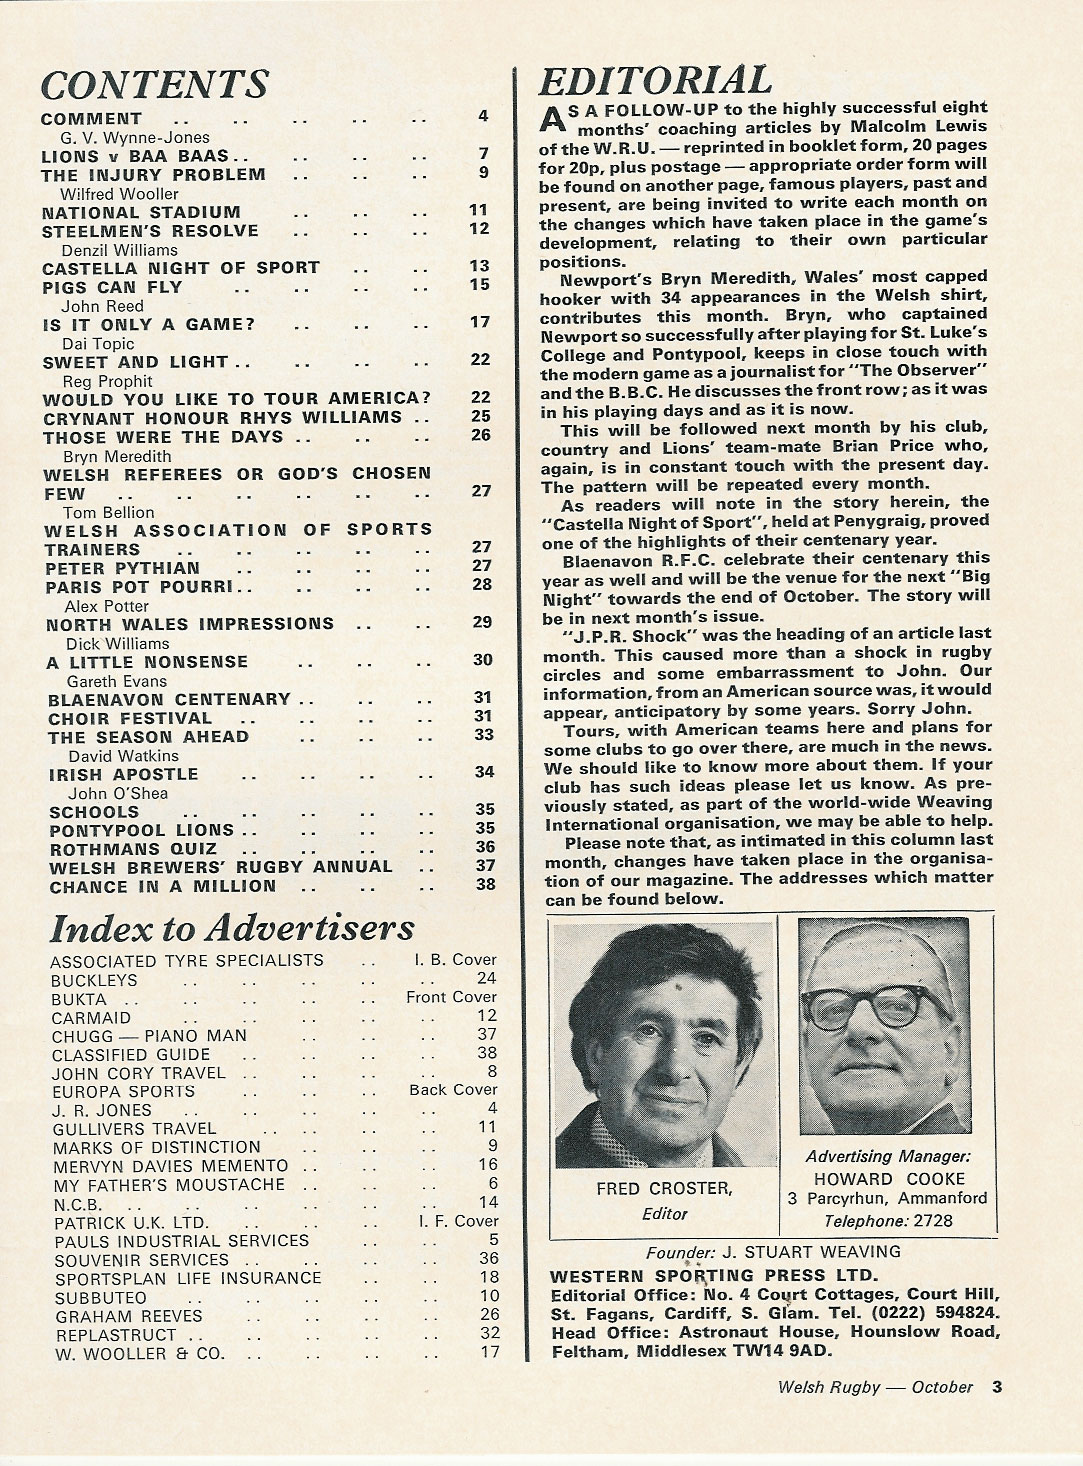 CONTENTS
COMMENT .. .. .. .. .. 4
G. V. Wynne-Jones
LIONS v BAA BAAS .. .. .. .. 7
THE INJURY PROBLEM .. .. .. 9
Wilfred Wooller
NATIONAL STADIUM .. .. .. 11
STEELMEN'S RESOLVE .. .. .. 12
Denzil Williams
CASTELLA NIGHT OF SPORT .. .. 13
PIGS CAN FLY .. .. .. .. 15
John Reed
IS IT ONLY A GAME? .. .. .. 17
Dai Topic
SWEET AND LIGHT .. .. .. .. 22
Reg Prophit
WOULD YOU LIKE TO TOUR AMERICA? 22
CRYNANT HONOUR RHYS WILLIAMS .. 25
THOSE WERE THE DAYS .. .. .. 26
Bryn Meredith
WELSH REFEREES OR GOD'S CHOSEN
FEW .. .. .. .. .. .. 27
Tom Bellion
WELSH ASSOCIATION OF SPORTS
TRAINERS .. .. .. .. .. 27
PETER PYTHIAN .. .. .. .. 27
PARIS POT POURRI .. .. .. .. 28
Alex Potter
NORTH WALES IMPRESSIONS .. .. 29
Dick Williams
A LITTLE NONSENSE .. .. .. 30
Gareth Evans
BLAENAVON CENTENARY .. .. .. 31
CHOIR FESTIVAL .. .. .. .. 31
THE SEASON AHEAD .. .. .. 33
David Watkins
IRISH APOSTLE .. .. .. .. 34
John O'Shea
SCHOOLS .. .. .. .. .. 35
PONTYPOOL LIONS .. .. .. .. 35
ROTHMANS QUIZ .. .. .. .. 36
WELSH BREWERS' RUGBY ANNUAL .. 37
CHANCE IN A MILLION .. .. .. 38
Index to Advertisers
ASSOCIATED TYRE SPECIALISTS .. I. B. Cover
BUCKLEYS .. .. .. .. .. 24
BUKTA .. .. .. .. .. Front Cover
CARMAID .. .. .. .. .. 12
CHUGG — PIANO MAN .. .. .. 37
CLASSIFIED GUIDE .. .. .. .. 38
JOHN CORY TRAVEL .. .. .. .. 8
EUROPA SPORTS .. .. .. Back Cover
J. R. JONES .. .. .. .. .. 4
GULLIVERS TRAVEL .. .. .. .. 11
MARKS OF DISTINCTION .. .. .. 9
MERVYN DAVIES MEMENTO .. .. .. 16
MY FATHER'S MOUSTACHE .. .. .. 6
N.C.B. .. .. .. .. .. .. 14
PATRICK U.K. LTD. .. .. .. I. F. Cover
PAULS INDUSTRIAL SERVICES .. .. 5
SOUVENIR SERVICES .. .. .. .. 36
SPORTSPLAN LIFE INSURANCE .. .. 18
SUBBUTEO .. .. .. .. .. 10
GRAHAM REEVES .. .. .. .. 26
REPLASTRUCT .. .. .. .. .. 32
W. WOOLLER & CO. .. .. .. .. 17
EDITORIAL
AS A FOLLOW-UP to the highly successful eight
months' coaching articles by Malcolm Lewis
of the W.R.U. — reprinted in booklet form, 20 pages
for 20p, plus postage — appropriate order form will
be found on another page, famous players, past and
present, are being invited to write each month on
the changes which have taken place in the game's
development, relating to their own particular
positions.
Newport's Bryn Meredith, Wales' most capped
hooker with 34 appearances in the Welsh shirt,
contributes this month. Bryn, who captained
Newport so successfully after playing for St. Luke's
College and Pontypool, keeps in close touch with
the modern game as a journalist for "The Observer"
and the B.B.C. He discusses the front row; as it was
in his playing days and as it is now.
This will be followed next month by his club,
country and Lions' team-mate Brian Price who,
again, is in constant touch with the present day.
The pattern will be repeated every month.
As readers will note in the story herein, the
"Castella Night of Sport", held at Penygraig, proved
one of the highlights of their centenary year.
Blaenavon R.F.C. celebrate their centenary this
year as well and will be the venue for the next "Big
Night" towards the end of October. The story will
be in next month's issue.
"J.P.R. Shock" was the heading of an article last
month. This caused more than a shock in rugby
circles and some embarrassment to John. Our
information, from an American source was, it would
appear, anticipatory by some years. Sorry John.
Tours, with American teams here and plans for
some clubs to go over there, are much in the news.
We should like to know more about them. If your
club has such ideas please let us know. As pre-
viously stated, as part of the world-wide Weaving
International organisation, we may be able to help.
Please note that, as intimated in this column last
month, changes have taken place in the organisa-
tion of our magazine. The addresses which matter
can be found below.
FRED CROSTER,
Editor
Advertising Manager:
HOWARD COOKE
3 Parcyrhun, Ammanford
Telephone: 2728
Founder: J. STUART WEAVING
WESTERN SPORTING PRESS LTD.
Editorial Office: No. 4 Court Cottages, Court Hill,
St. Fagans, Cardiff, S. Glam. Tel. (0222) 594824.
Head Office: Astronaut House, Hounslow Road,
Feltham, Middlesex TW14 9AD.
Welsh Rugby — October 3